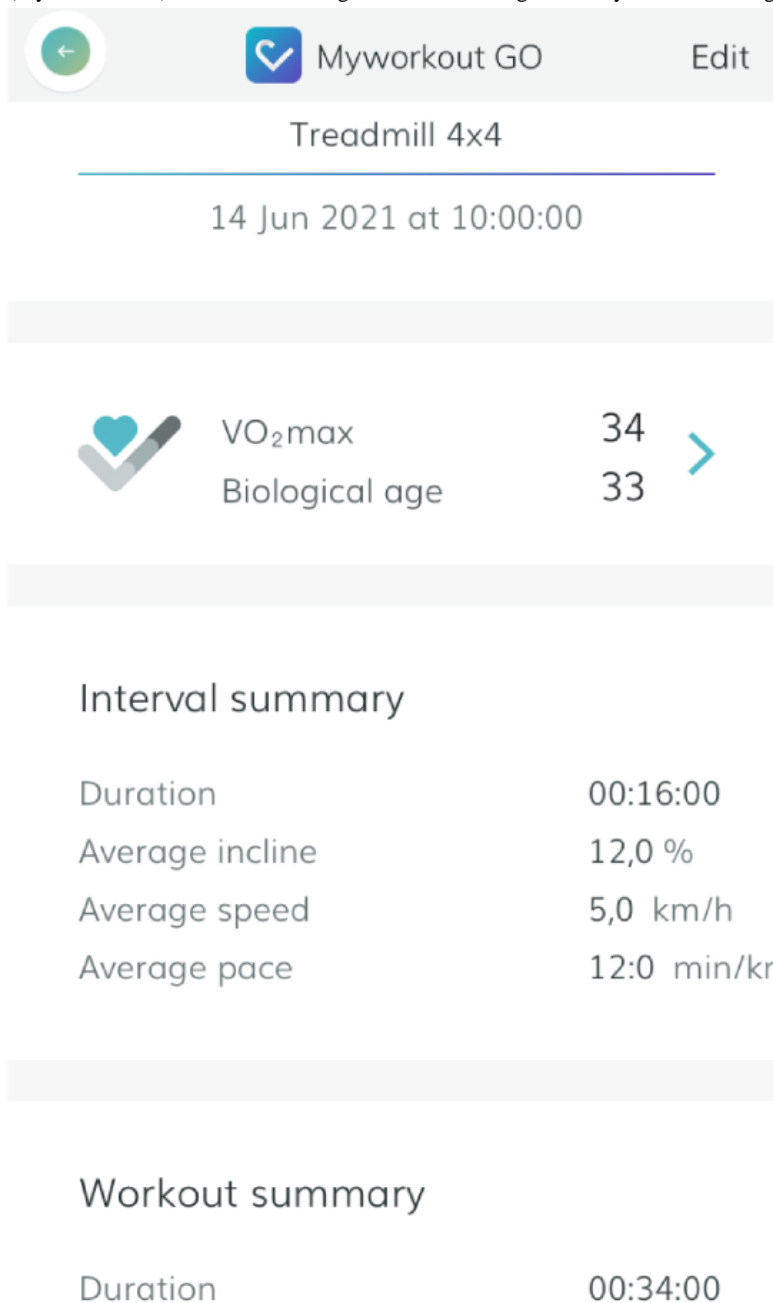 Myworkout GO Edit
Treadmill 4x4
14 Jun 2021 at 10:00:00
VO₂max 34
Biological age 33
Interval summary
Duration 00:16:00
Average incline 12,0 %
Average speed 5,0 km/h
Average pace 12:0 min/k
Workout summary
Duration 00:34:00